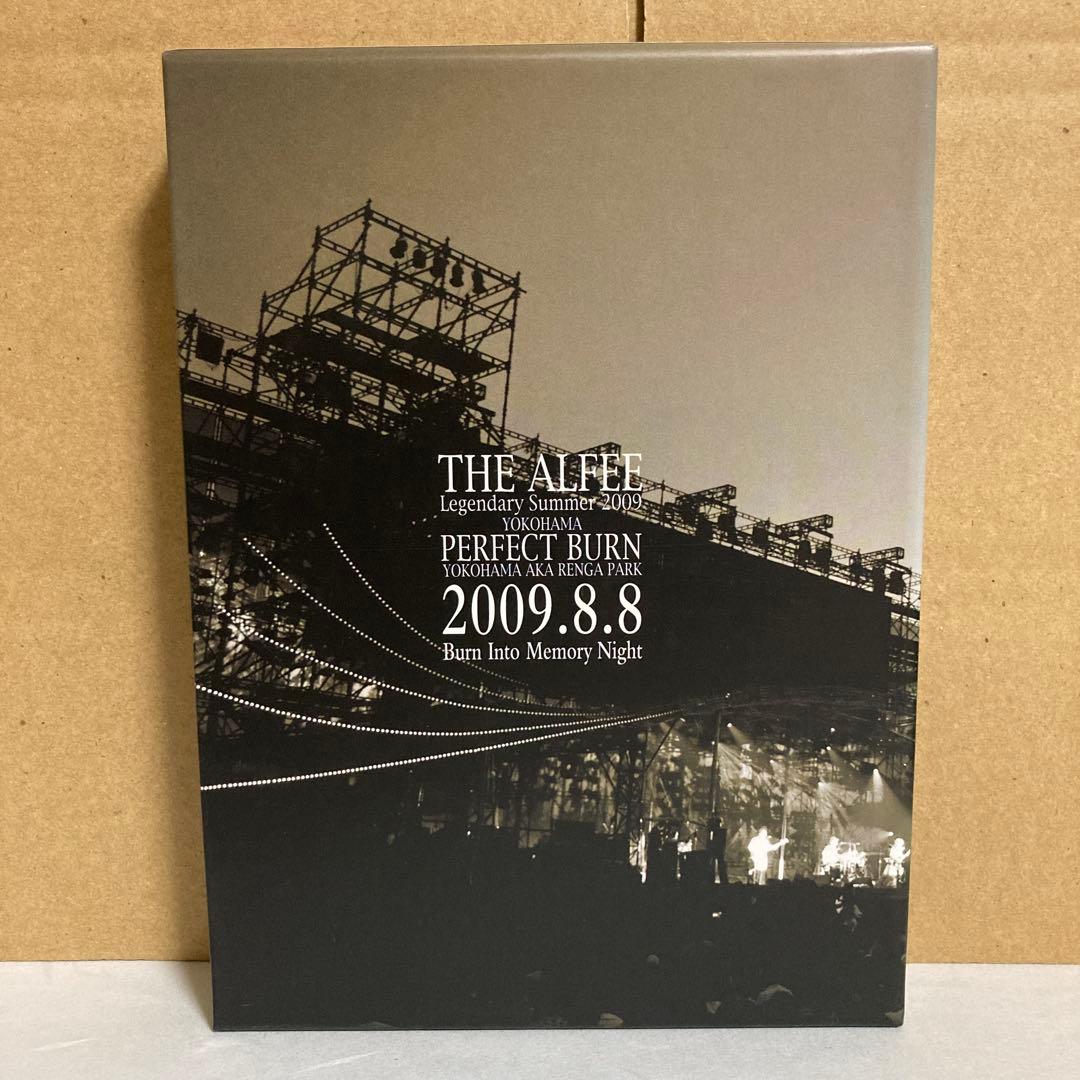 THE ALFEE
Legendary Summer 2009
YOKOHAMA
PERFECT BURN
YOKOHAMA AKA RENGA PARK
2009.8.8
Burn Into Memory Night